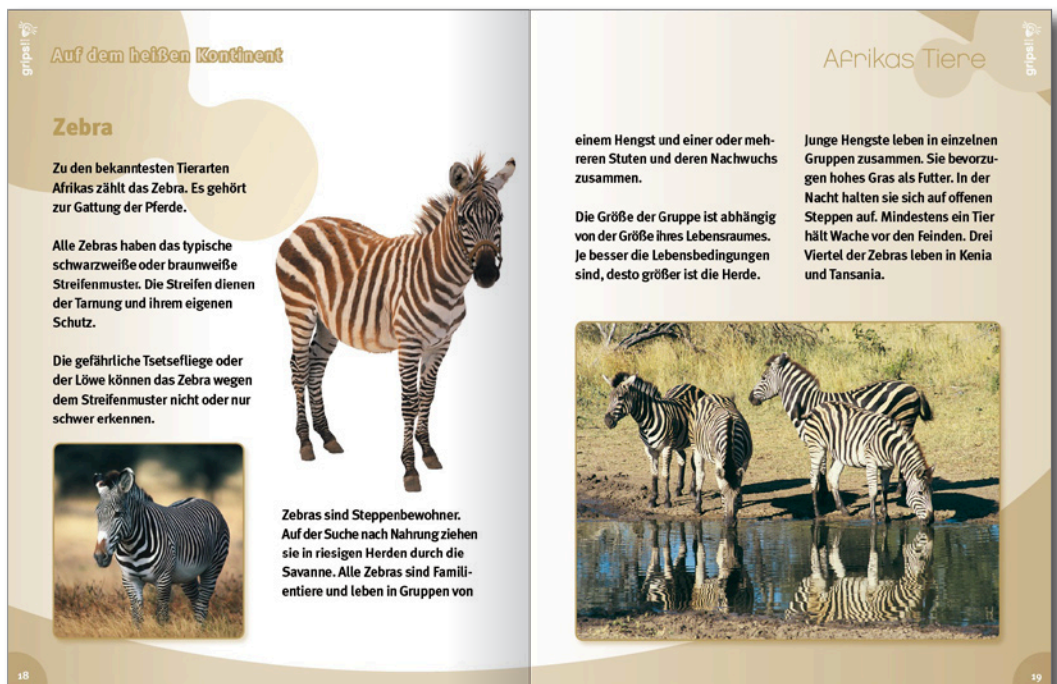 grips!
Auf dem heißen Kontinent
Zebra
Zu den bekanntesten Tierarten
Afrikas zählt das Zebra. Es gehört
zur Gattung der Pferde.
Alle Zebras haben das typische
schwarzweiße oder braunweiße
Streifenmuster. Die Streifen dienen
der Tarnung und ihrem eigenen
Schutz.
Die gefährliche Tsetsefliege oder
der Löwe können das Zebra wegen
dem Streifenmuster nicht oder nur
schwer erkennen.
Zebras sind Steppenbewohner.
Auf der Suche nach Nahrung ziehen
sie in riesigen Herden durch die
Savanne. Alle Zebras sind Famili-
entiere und leben in Gruppen von
18
Afrikas Tiere
grips!
einem Hengst und einer oder meh-
reren Stuten und deren Nachwuchs
zusammen.
Die Größe der Gruppe ist abhängig
von der Größe ihres Lebensraumes.
Je besser die Lebensbedingungen
sind, desto größer ist die Herde.
Junge Hengste leben in einzelnen
Gruppen zusammen. Sie bevorzu-
gen hohes Gras als Futter. In der
Nacht halten sie sich auf offenen
Steppen auf. Mindestens ein Tier
hält Wache vor den Feinden. Drei
Viertel der Zebras leben in Kenia
und Tansania.
19